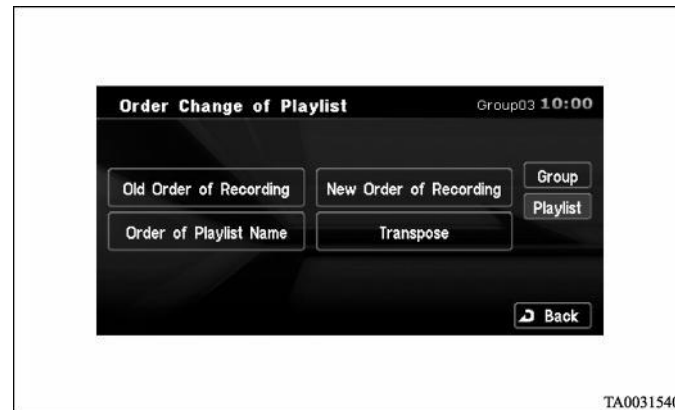 Order Change of Playlist Group03 10:00
Old Order of Recording New Order of Recording Group
Playlist
Order of Playlist Name Transpose
Back
TA0031540